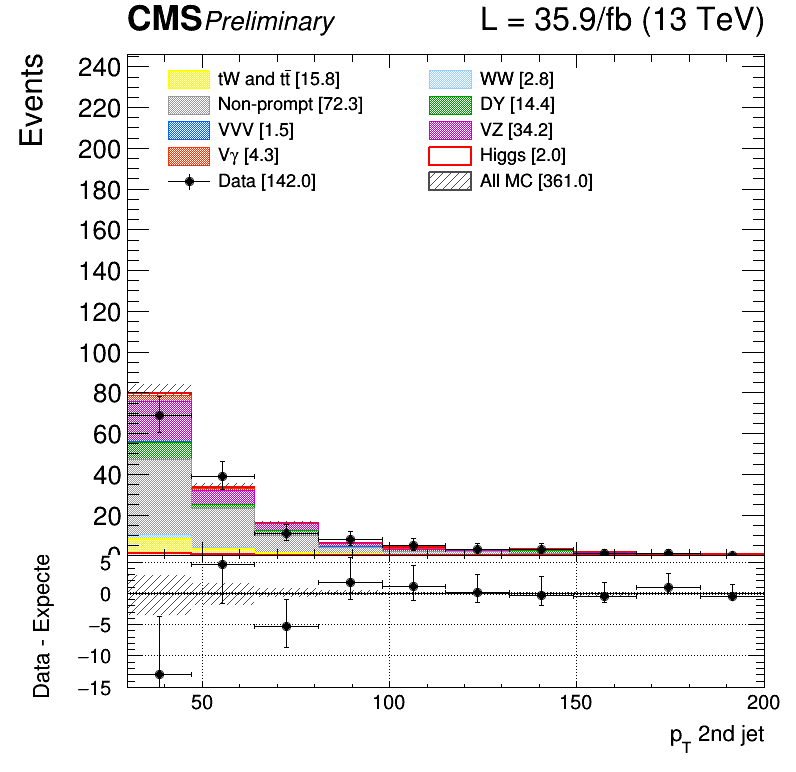 CMS Preliminary L = 35.9/fb (13 TeV)
Events
240
220
200
180
160
140
120
100
80
60
40
20
0
tW and tt̄ [15.8]
Non-prompt [72.3]
VVV [1.5]
Vγ [4.3]
Data [142.0]
WW [2.8]
DY [14.4]
VZ [34.2]
Higgs [2.0]
All MC [361.0]
Data - Expecte
5
0
−5
−10
−15
50 100 150 200
p_T 2nd jet